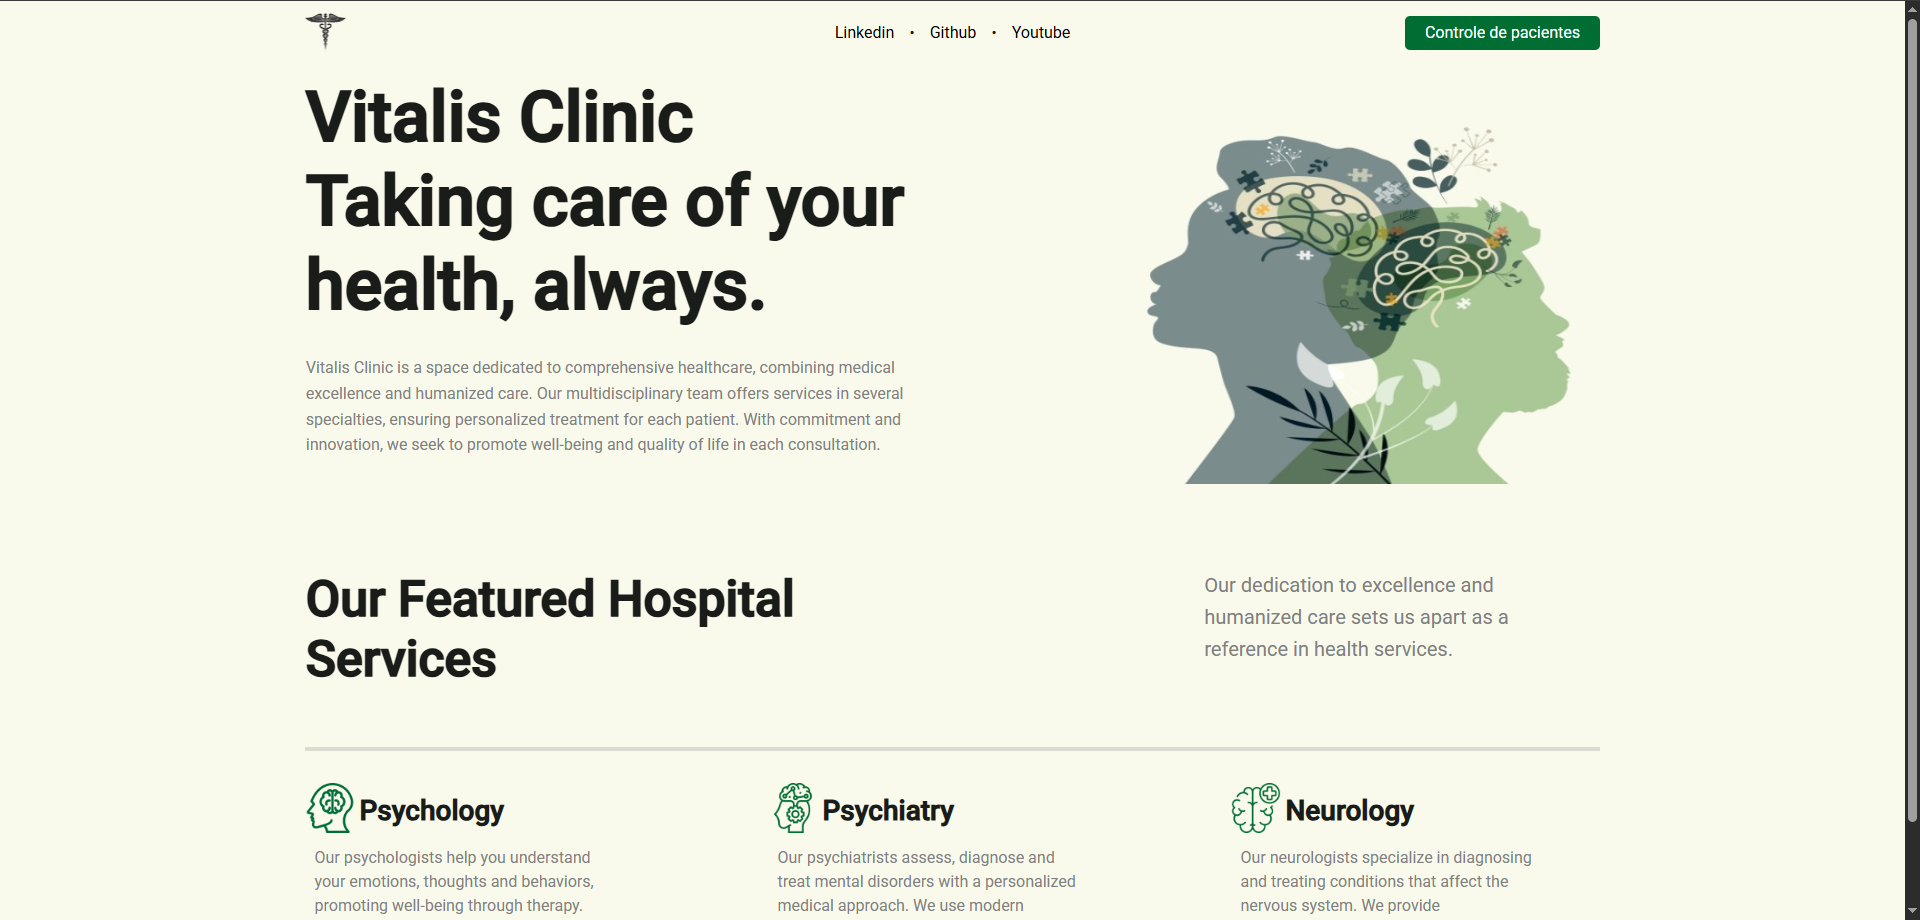 Linkedin • Github • Youtube
Controle de pacientes
Vitalis Clinic
Taking care of your
health, always.
Vitalis Clinic is a space dedicated to comprehensive healthcare, combining medical
excellence and humanized care. Our multidisciplinary team offers services in several
specialties, ensuring personalized treatment for each patient. With commitment and
innovation, we seek to promote well-being and quality of life in each consultation.
Our Featured Hospital
Services
Our dedication to excellence and
humanized care sets us apart as a
reference in health services.
Psychology
Our psychologists help you understand
your emotions, thoughts and behaviors,
promoting well-being through therapy.
Psychiatry
Our psychiatrists assess, diagnose and
treat mental disorders with a personalized
medical approach. We use modern
Neurology
Our neurologists specialize in diagnosing
and treating conditions that affect the
nervous system. We provide